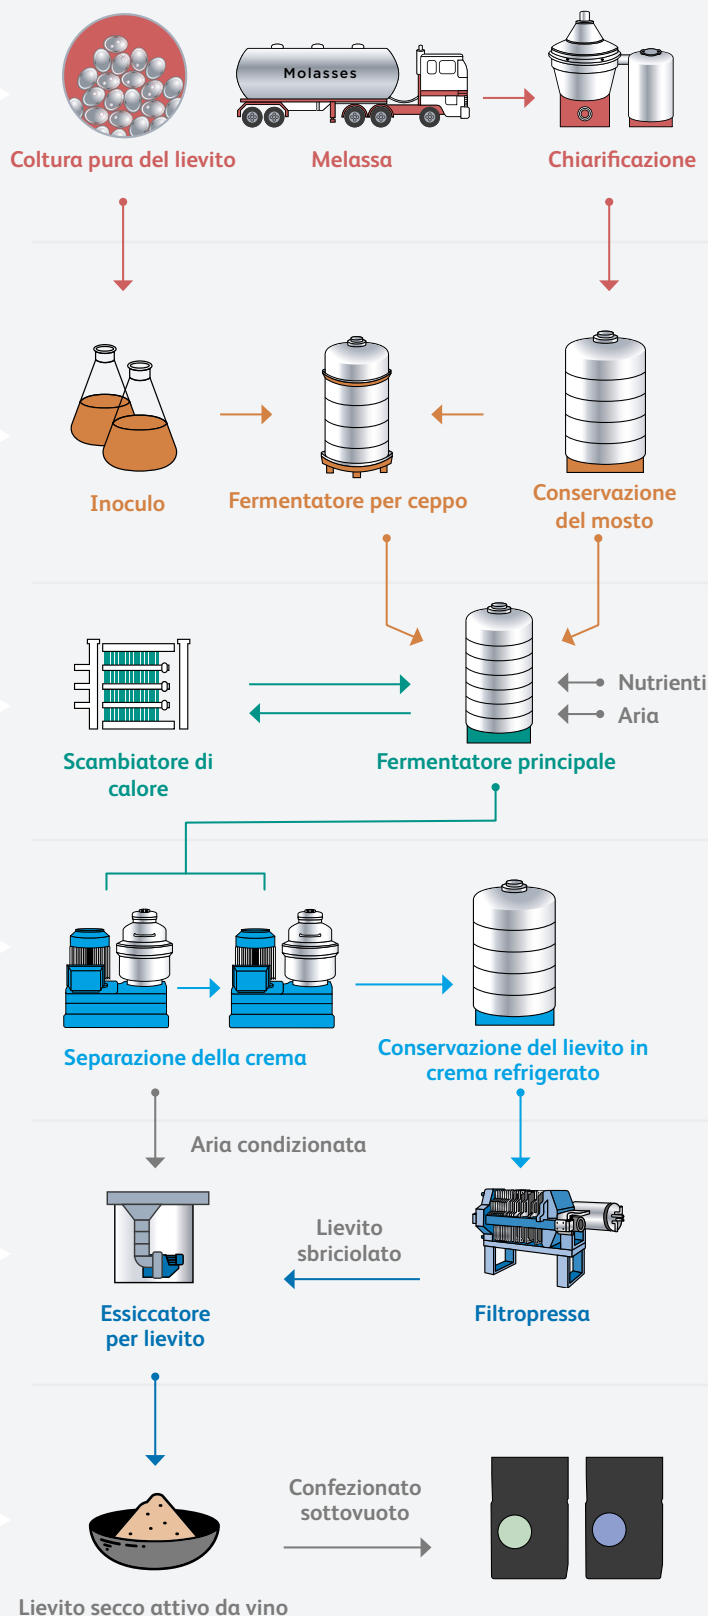 Molasses
Coltura pura del lievito
Melassa
Chiarificazione
Inoculo
Fermentatore per ceppo
Conservazione
del mosto
Nutrienti
Aria
Scambiatore di
calore
Fermentatore principale
Separazione della crema
Conservazione del lievito in
crema refrigerato
Aria condizionata
Lievito
sbriciolato
Essiccatore
per lievito
Filtropressa
Confezionato
sottovuoto
Lievito secco attivo da vino